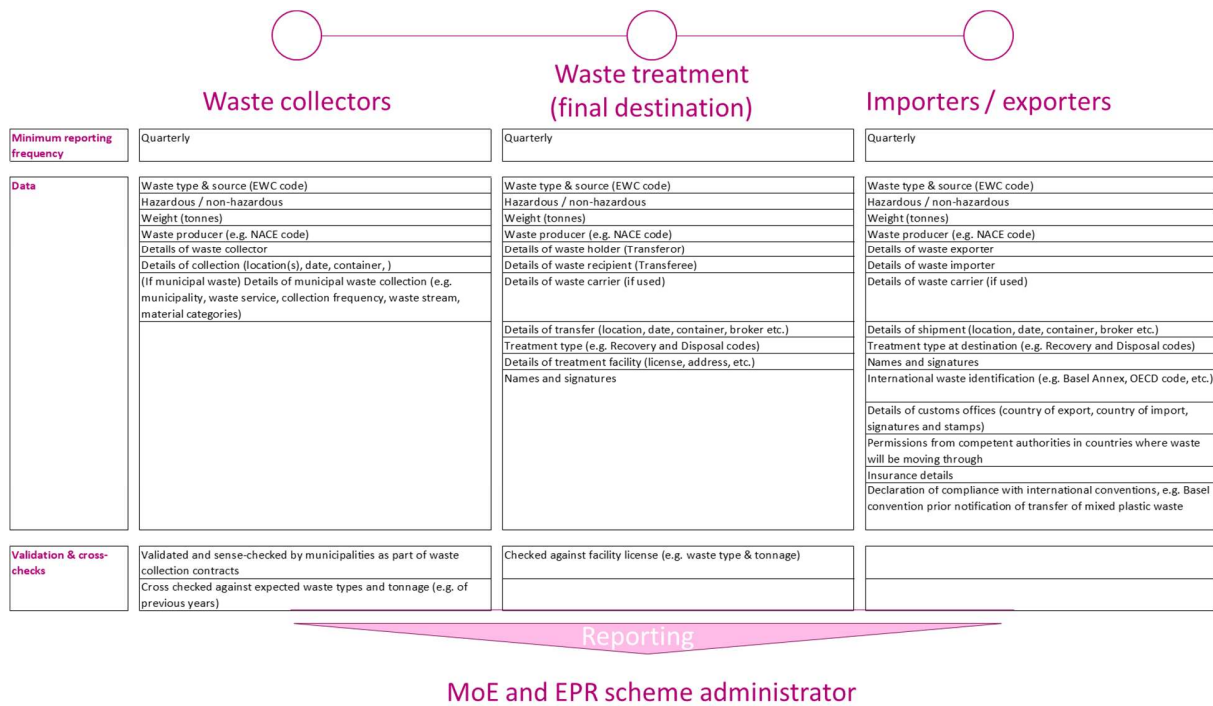 Waste collectors
Waste treatment
(final destination)
Importers / exporters
Minimum reporting
frequency
Quarterly
Quarterly
Quarterly
Data
Waste type & source (EWC code)
Hazardous / non-hazardous
Weight (tonnes)
Waste producer (e.g. NACE code)
Details of waste collector
Details of collection (location(s), date, container, )
(If municipal waste) Details of municipal waste collection (e.g.
municipality, waste service, collection frequency, waste stream,
material categories)
Waste type & source (EWC code)
Hazardous / non-hazardous
Weight (tonnes)
Waste producer (e.g. NACE code)
Details of waste holder (Transferor)
Details of waste recipient (Transferee)
Details of waste carrier (if used)
Details of transfer (location, date, container, broker etc.)
Treatment type (e.g. Recovery and Disposal codes)
Details of treatment facility (license, address, etc.)
Names and signatures
Waste type & source (EWC code)
Hazardous / non-hazardous
Weight (tonnes)
Waste producer (e.g. NACE code)
Details of waste exporter
Details of waste importer
Details of waste carrier (if used)
Details of shipment (location, date, container, broker etc.)
Treatment type at destination (e.g. Recovery and Disposal codes)
Names and signatures
International waste identification (e.g. Basel Annex, OECD code, etc.)
Details of customs offices (country of export, country of import,
signatures and stamps)
Permissions from competent authorities in countries where waste
will be moving through
Insurance details
Declaration of compliance with international conventions, e.g. Basel
convention prior notification of transfer of mixed plastic waste
Validation & cross-
checks
Validated and sense-checked by municipalities as part of waste
collection contracts
Cross checked against expected waste types and tonnage (e.g. of
previous years)
Checked against facility license (e.g. waste type & tonnage)
Reporting
MoE and EPR scheme administrator